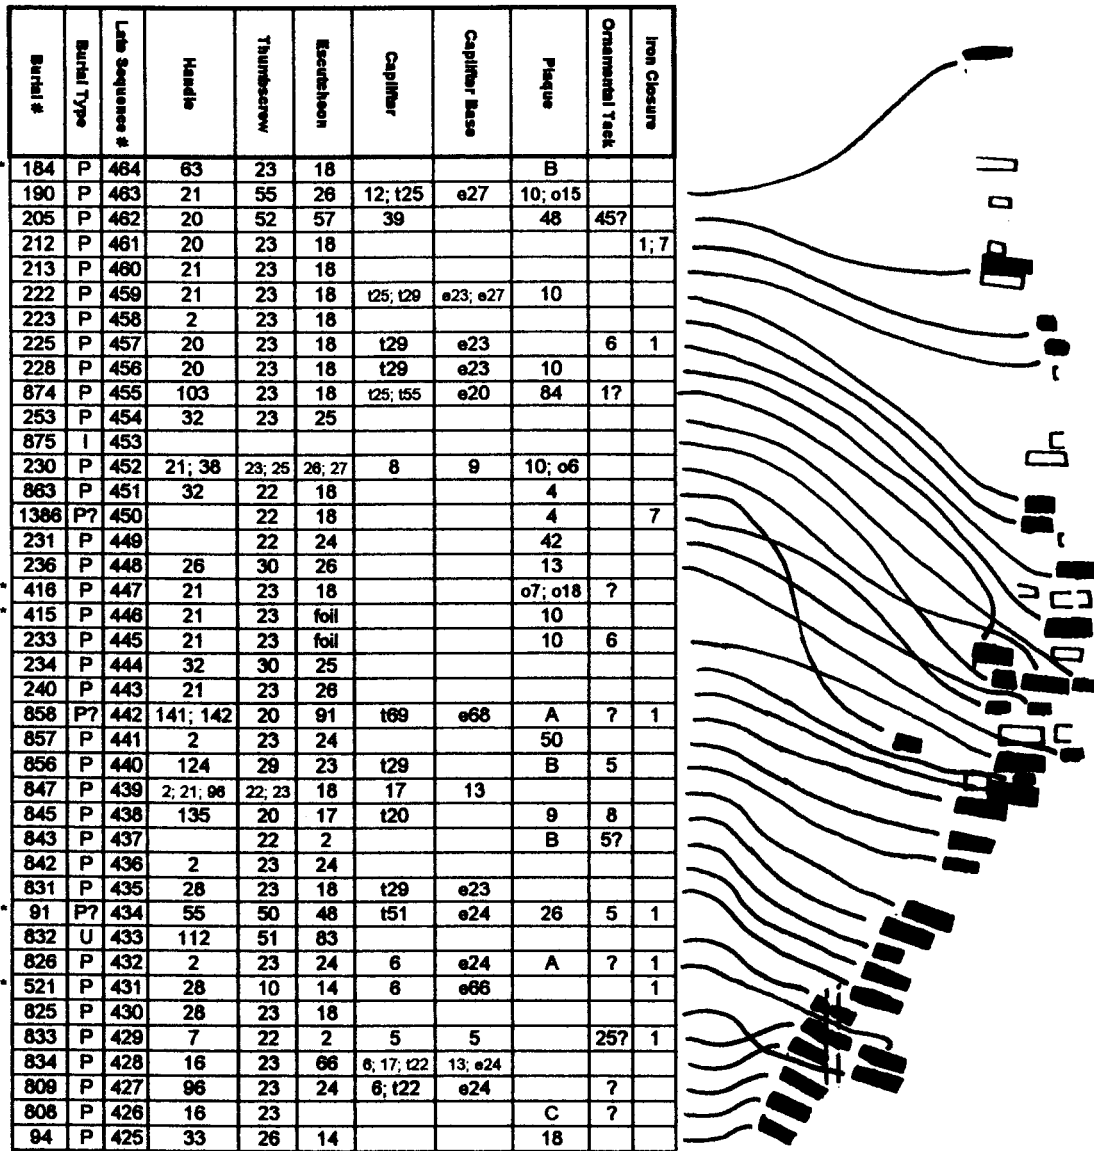 Burial # Burial Type Late Sequence # Handle Thumbscrew Escutcheon Caplifter Caplifter Base Plaque Ornamental Tack Iron Closure
* 184 P 464 63 23 18 B
190 P 463 21 55 26 12; t25 e27 10; o15
205 P 462 20 52 57 39 48 45?
212 P 461 20 23 18 1; 7
213 P 460 21 23 18
222 P 459 21 23 18 t25; t29 e23; e27 10
223 P 458 2 23 18
225 P 457 20 23 18 t29 e23 6 1
228 P 456 20 23 18 t29 e23 10
874 P 455 103 23 18 t25; t55 e20 84 1?
253 P 454 32 23 25
875 I 453
230 P 452 21; 38 23; 25 26; 27 8 9 10; o6
863 P 451 32 22 18 4
1386 P? 450 22 18 4 7
231 P 449 22 24 42
236 P 448 26 30 26 13
* 416 P 447 21 23 18 o7; o18 ?
* 415 P 446 21 23 foil 10
233 P 445 21 23 foil 10 6
234 P 444 32 30 25
240 P 443 21 23 26
858 P? 442 141; 142 20 91 t69 e68 A ? 1
857 P 441 2 23 24 50
856 P 440 124 29 23 t29 B 5
847 P 439 2; 21; 98 22; 23 18 17 13
845 P 438 135 20 17 t20 9 8
843 P 437 22 2 B 5?
842 P 436 2 23 24
831 P 435 28 23 18 t29 e23
* 91 P? 434 55 50 48 t51 e24 26 5 1
832 U 433 112 51 83
826 P 432 2 23 24 6 e24 A ? 1
* 521 P 431 28 10 14 6 e66 1
825 P 430 28 23 18
833 P 429 7 22 2 5 5 25? 1
834 P 428 16 23 66 6; 17; t22 13; e24
809 P 427 96 23 24 6; t22 e24 ?
808 P 426 16 23 C ?
94 P 425 33 26 14 18